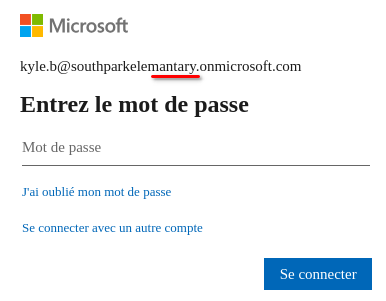 Microsoft
kyle.b@southparkelemantary.onmicrosoft.com
Entrez le mot de passe
Mot de passe
J'ai oublié mon mot de passe
Se connecter avec un autre compte
Se connecter